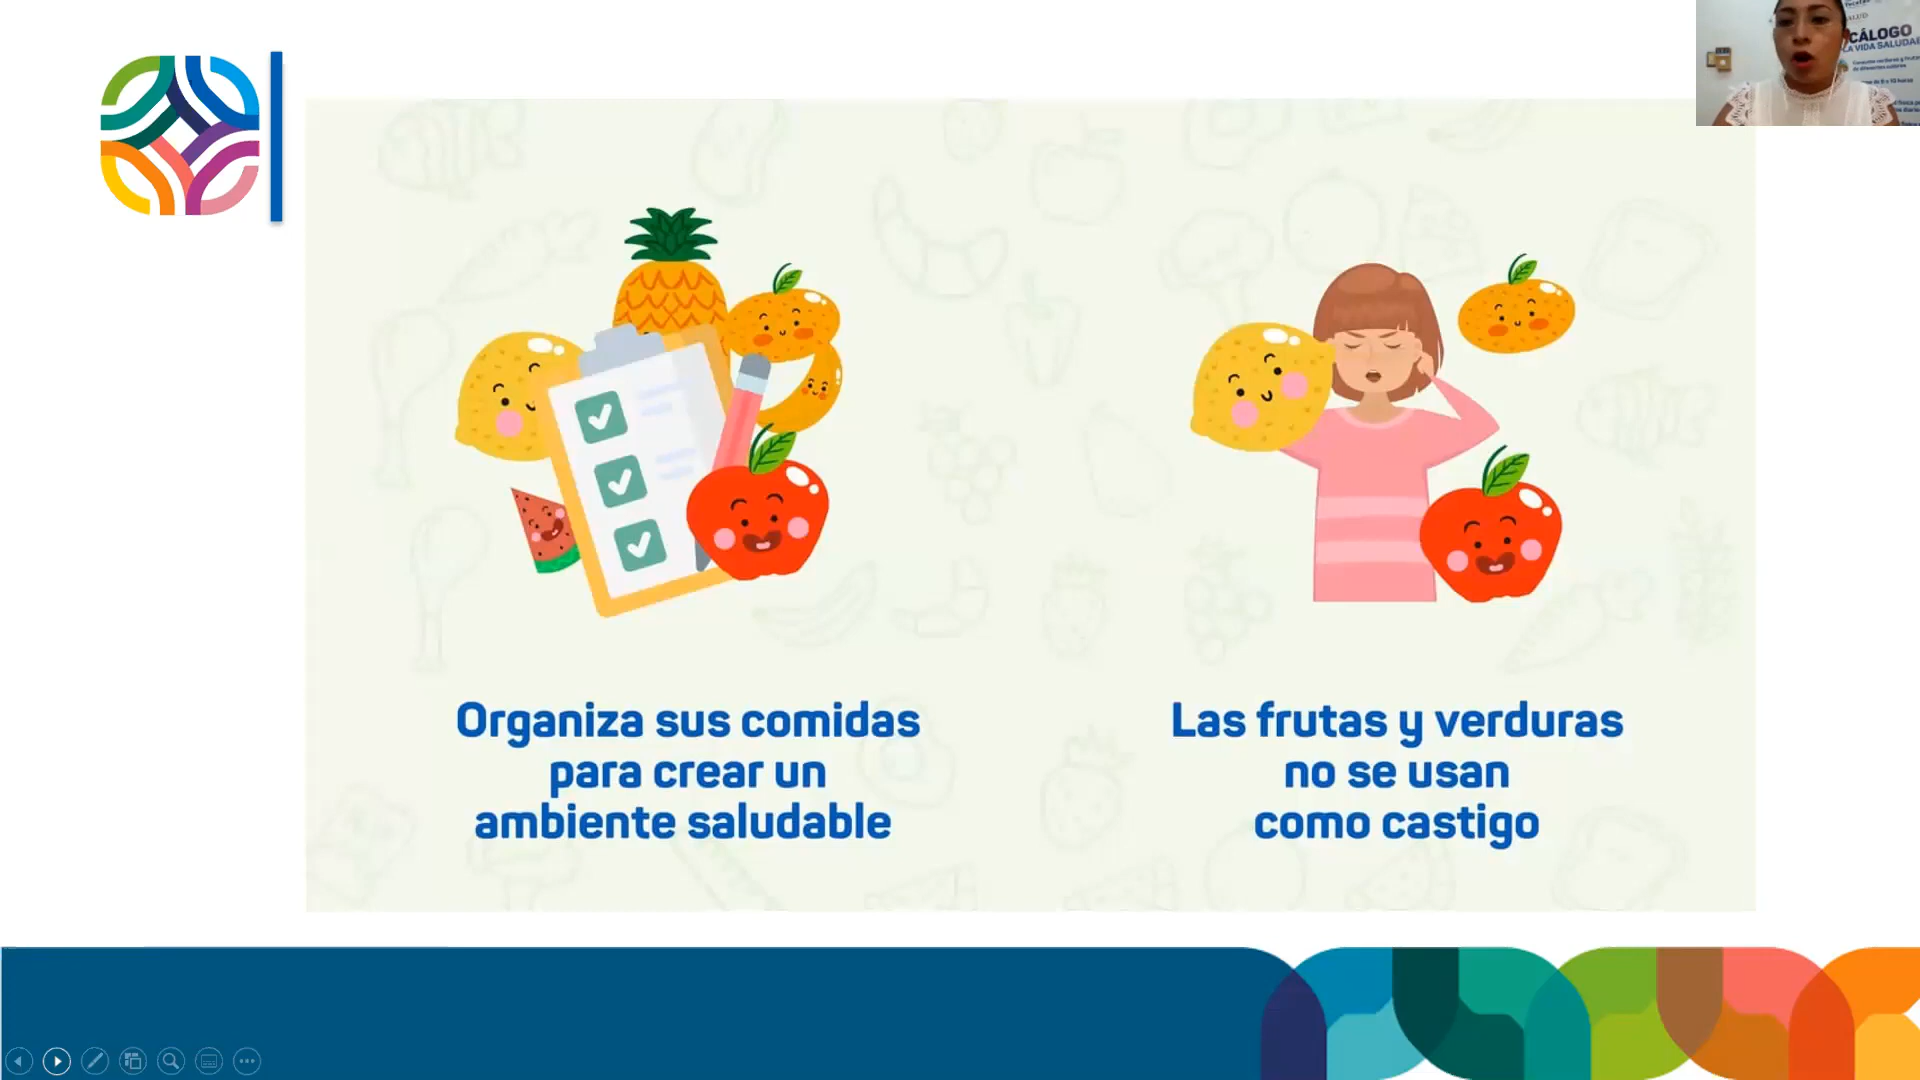 SALUD
CÁLOGO
LA VIDA SALUDAB
Organiza sus comidas
para crear un
ambiente saludable
Las frutas y verduras
no se usan
como castigo